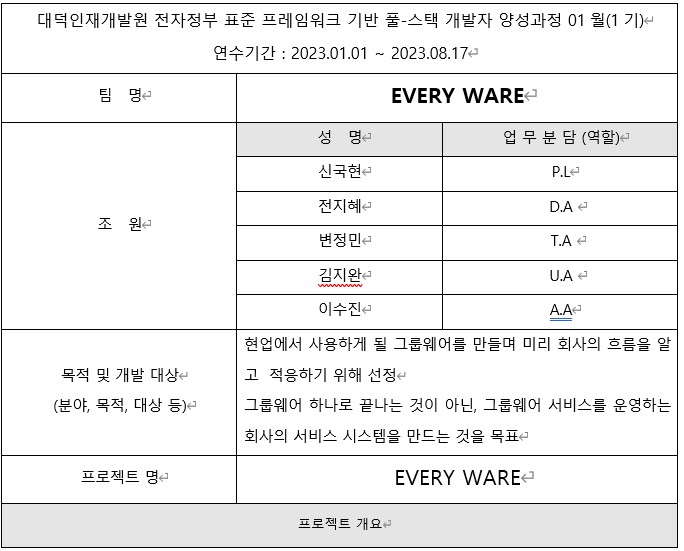 대덕인재개발원 전자정부 표준 프레임워크 기반 풀-스택 개발자 양성과정 01 월(1 기)
연수기간 : 2023.01.01 ~ 2023.08.17
팀 명
EVERY WARE
조 원
성 명
업 무 분 담 (역할)
신국현
P.L
전지혜
D.A
변정민
T.A
김지완
U.A
이수진
A.A
목적 및 개발 대상
(분야, 목적, 대상 등)
현업에서 사용하게 될 그룹웨어를 만들며 미리 회사의 흐름을 알
고 적응하기 위해 선정
그룹웨어 하나로 끝나는 것이 아닌, 그룹웨어 서비스를 운영하는
회사의 서비스 시스템을 만드는 것을 목표
프로젝트 명
EVERY WARE
프로젝트 개요